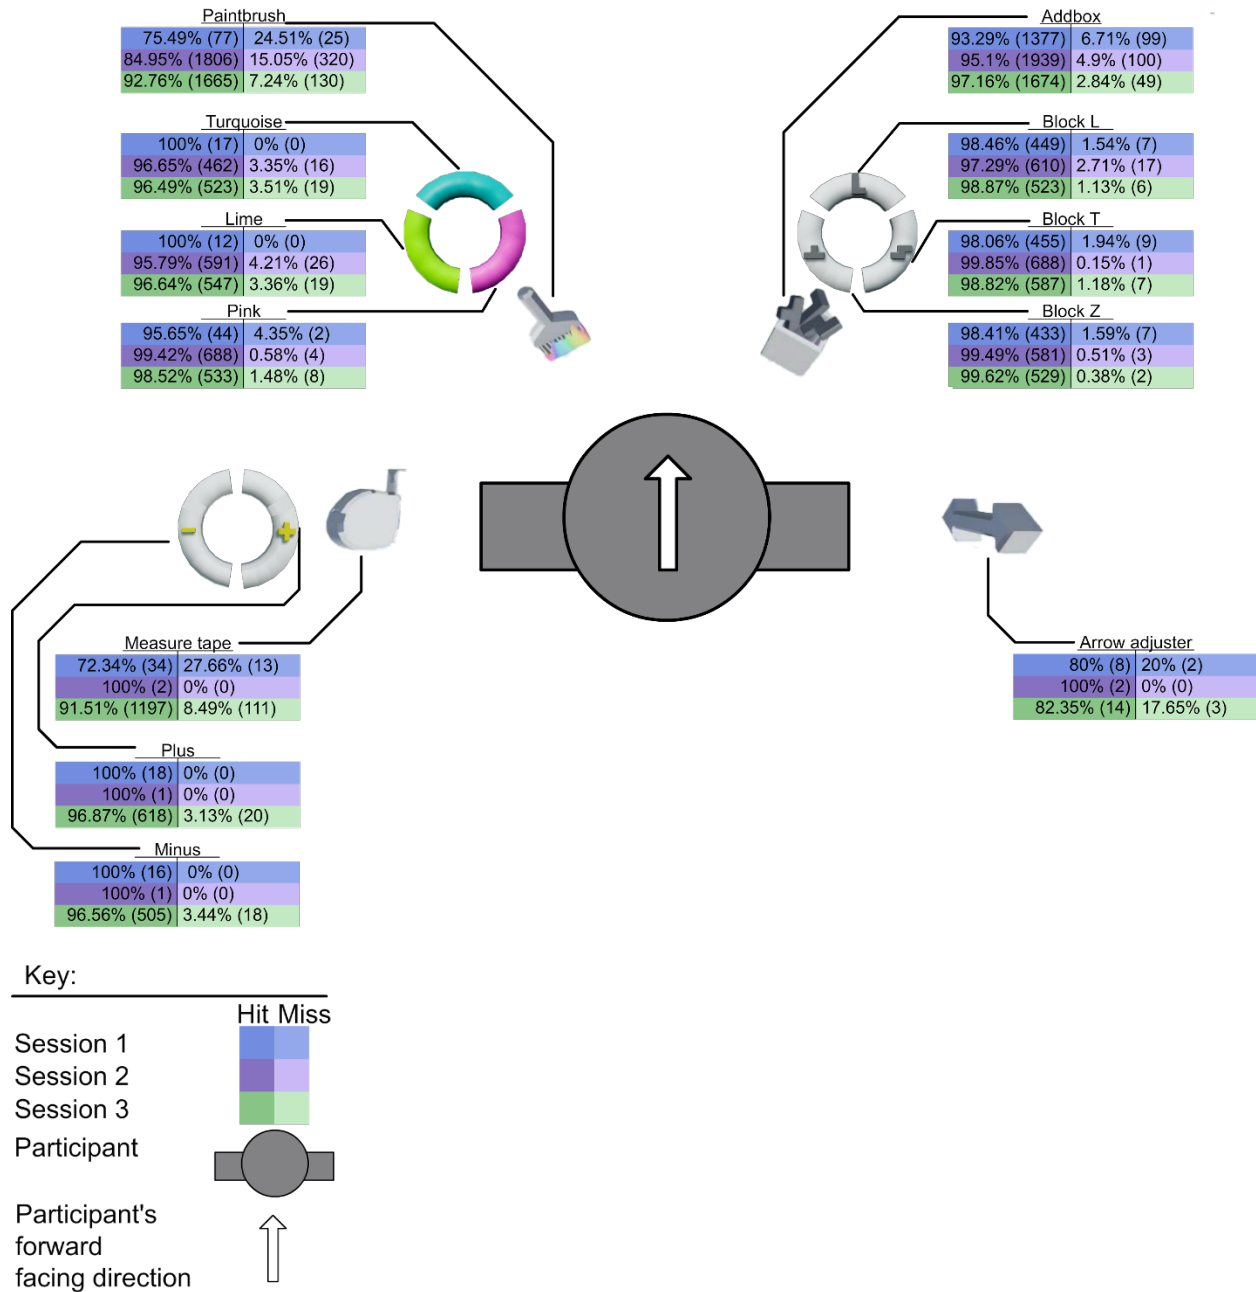 Paintbrush
75.49% (77) 24.51% (25)
84.95% (1806) 15.05% (320)
92.76% (1665) 7.24% (130)
Turquoise
100% (17) 0% (0)
96.65% (462) 3.35% (16)
96.49% (523) 3.51% (19)
Lime
100% (12) 0% (0)
95.79% (591) 4.21% (26)
96.64% (547) 3.36% (19)
Pink
95.65% (44) 4.35% (2)
99.42% (688) 0.58% (4)
98.52% (533) 1.48% (8)
Addbox
93.29% (1377) 6.71% (99)
95.1% (1939) 4.9% (100)
97.16% (1674) 2.84% (49)
Block L
98.46% (449) 1.54% (7)
97.29% (610) 2.71% (17)
98.87% (523) 1.13% (6)
Block T
98.06% (455) 1.94% (9)
99.85% (688) 0.15% (1)
98.82% (587) 1.18% (7)
Block Z
98.41% (433) 1.59% (7)
99.49% (581) 0.51% (3)
99.62% (529) 0.38% (2)
Measure tape
72.34% (34) 27.66% (13)
100% (2) 0% (0)
91.51% (1197) 8.49% (111)
Plus
100% (18) 0% (0)
100% (1) 0% (0)
96.87% (618) 3.13% (20)
Minus
100% (16) 0% (0)
100% (1) 0% (0)
96.56% (505) 3.44% (18)
Arrow adjuster
80% (8) 20% (2)
100% (2) 0% (0)
82.35% (14) 17.65% (3)
Key:
Hit Miss
Session 1
Session 2
Session 3
Participant
Participant's
forward
facing direction